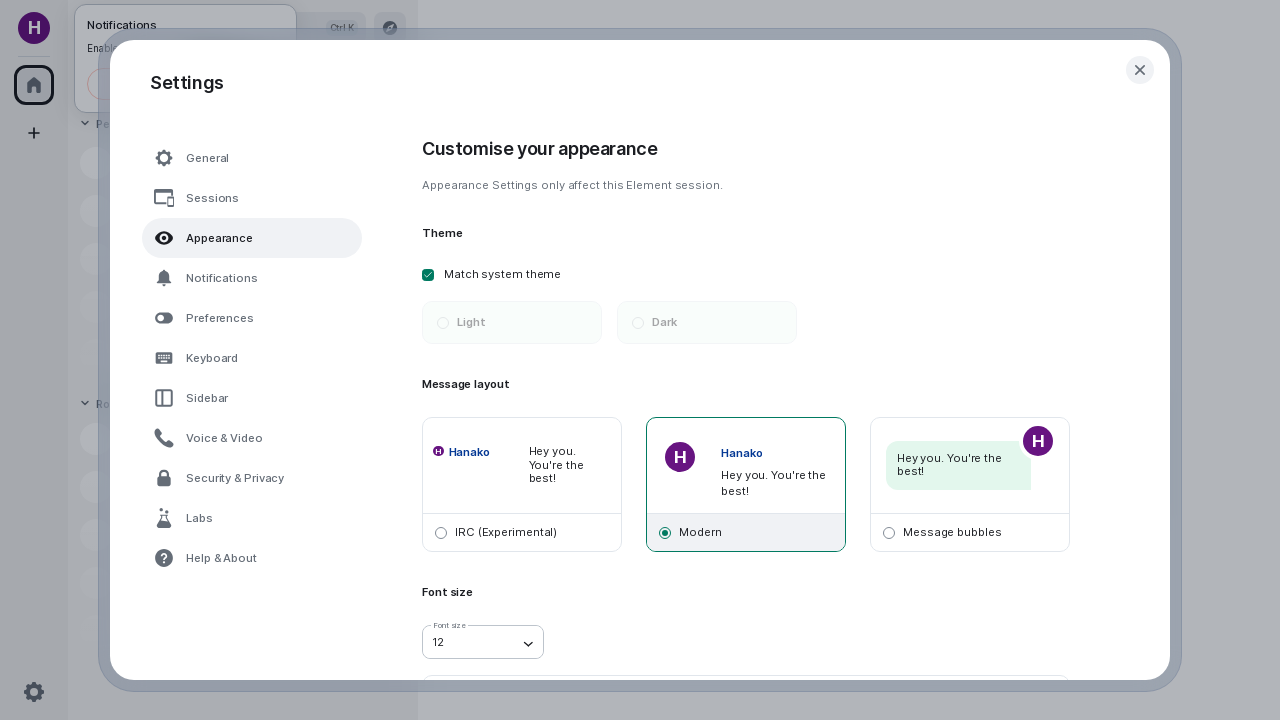 H
Notifications
Ctrl K
Settings
General
Sessions
Appearance
Notifications
Preferences
Keyboard
Sidebar
Voice & Video
Security & Privacy
Labs
Help & About
Customise your appearance
Appearance Settings only affect this Element session.
Theme
Match system theme
Light
Dark
Message layout
H Hanako
Hey you.
You're the
best!
IRC (Experimental)
H
Hanako
Hey you. You're the
best!
Modern
H
Hey you. You're the
best!
Message bubbles
Font size
Font size
12